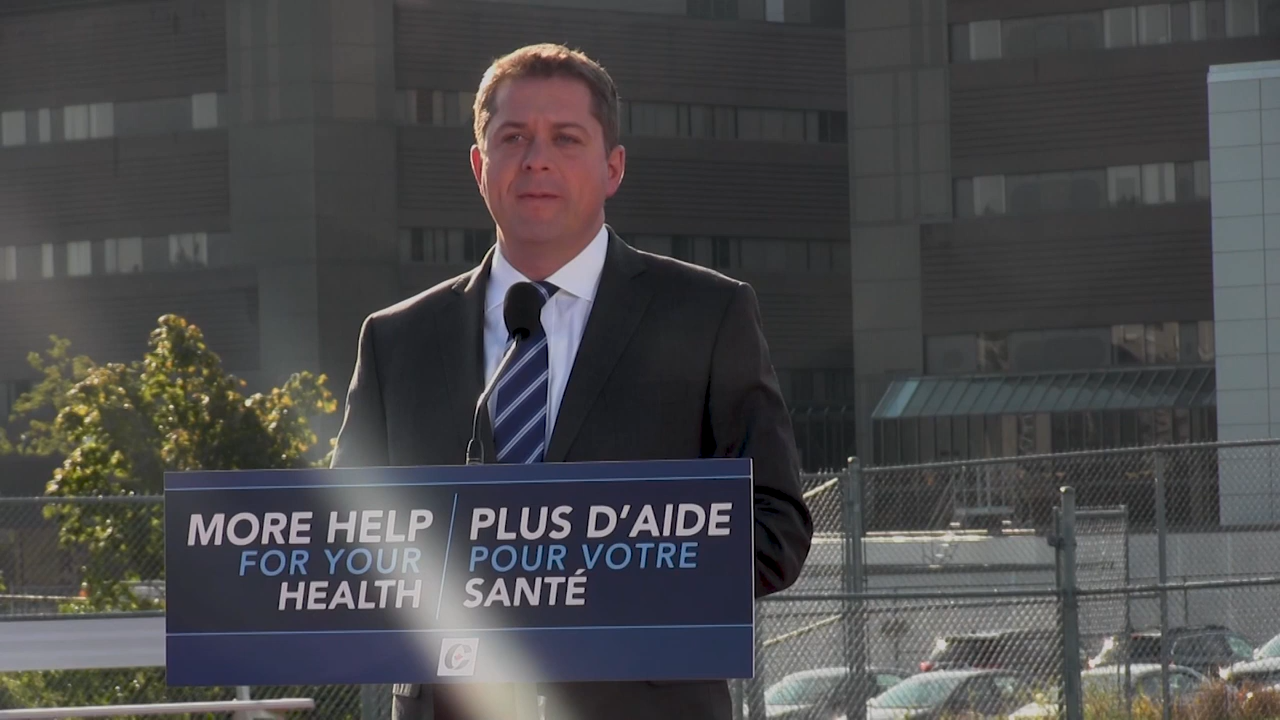 MORE HELP
FOR YOUR
HEALTH
PLUS D'AIDE
POUR VOTRE
SANTÉ